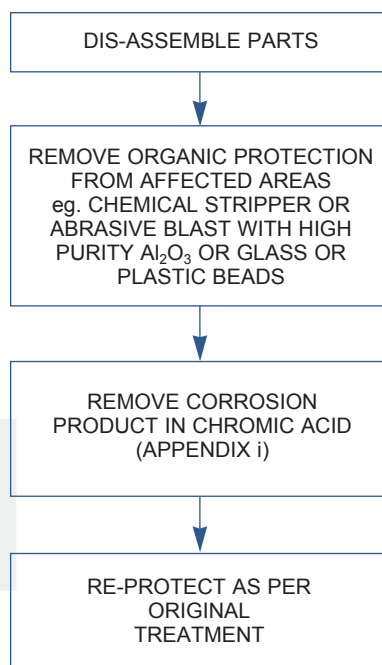 DIS-ASSEMBLE PARTS
REMOVE ORGANIC PROTECTION
FROM AFFECTED AREAS
eg. CHEMICAL STRIPPER OR
ABRASIVE BLAST WITH HIGH
PURITY Al₂O₃ OR GLASS OR
PLASTIC BEADS
REMOVE CORROSION
PRODUCT IN CHROMIC ACID
(APPENDIX i)
RE-PROTECT AS PER
ORIGINAL
TREATMENT